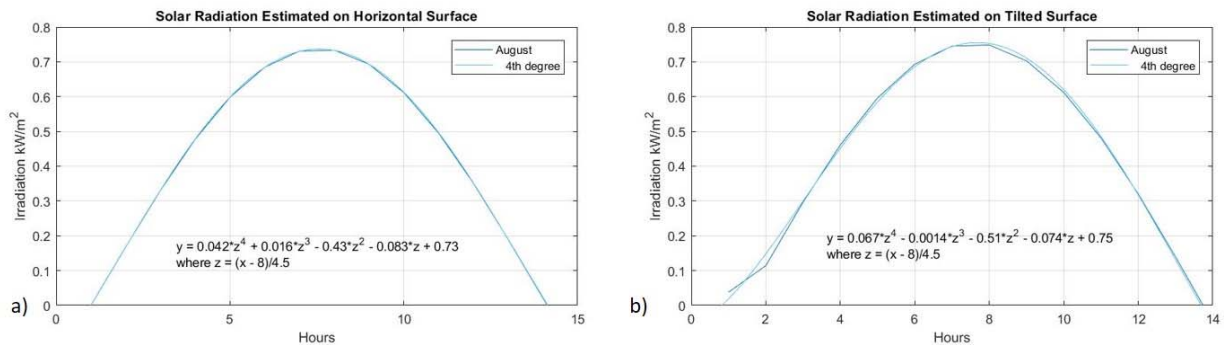 Solar Radiation Estimated on Horizontal Surface
0.8
0.7
0.6
0.5
0.4
0.3
0.2
0.1
0
Irradiation kW/m²
August
4th degree
y = 0.042*z⁴ + 0.016*z³ - 0.43*z² - 0.083*z + 0.73
where z = (x - 8)/4.5
0 5 10 15
Hours
a)
Solar Radiation Estimated on Tilted Surface
0.8
0.7
0.6
0.5
0.4
0.3
0.2
0.1
0
Irradiation kW/m²
August
4th degree
y = 0.067*z⁴ - 0.0014*z³ - 0.51*z² - 0.074*z + 0.75
where z = (x - 8)/4.5
0 2 4 6 8 10 12 14
Hours
b)